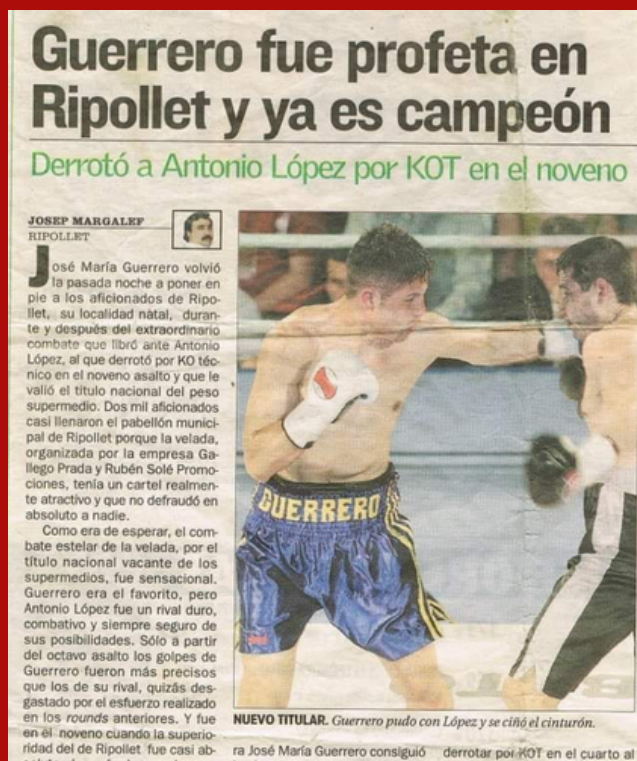 Guerrero fue profeta en
Ripollet y ya es campeón
Derrotó a Antonio López por KOT en el noveno
JOSEP MARGALEF
RIPOLLET
José María Guerrero volvió
la pasada noche a poner en
pie a los aficionados de Ripo-
llet, su localidad natal, duran-
te y después del extraordinario
combate que libró ante Antonio
López, al que derrotó por KO téc-
nico en el noveno asalto y que le
valió el título nacional del peso
supermedio. Dos mil aficionados
casi llenaron el pabellón munici-
pal de Ripollet porque la velada,
organizada por la empresa Ga-
llego Prada y Rubén Solé Promo-
ciones, tenía un cartel realmen-
te atractivo y que no defraudó en
absoluto a nadie.
Como era de esperar, el com-
bate estelar de la velada, por el
título nacional vacante de los
supermedios, fue sensacional.
Guerrero era el favorito, pero
Antonio López fue un rival duro,
combativo y siempre seguro de
sus posibilidades. Sólo a partir
del octavo asalto los golpes de
Guerrero fueron más precisos
que los de su rival, quizás des-
gastado por el esfuerzo realizado
en los rounds anteriores. Y fue
en el noveno cuando la superio-
ridad del de Ripollet fue casi ab-
GUERRERO
NUEVO TITULAR. Guerrero pudo con López y se ciñó el cinturón.
ra José María Guerrero consiguió
derrotar por KOT en el cuarto al